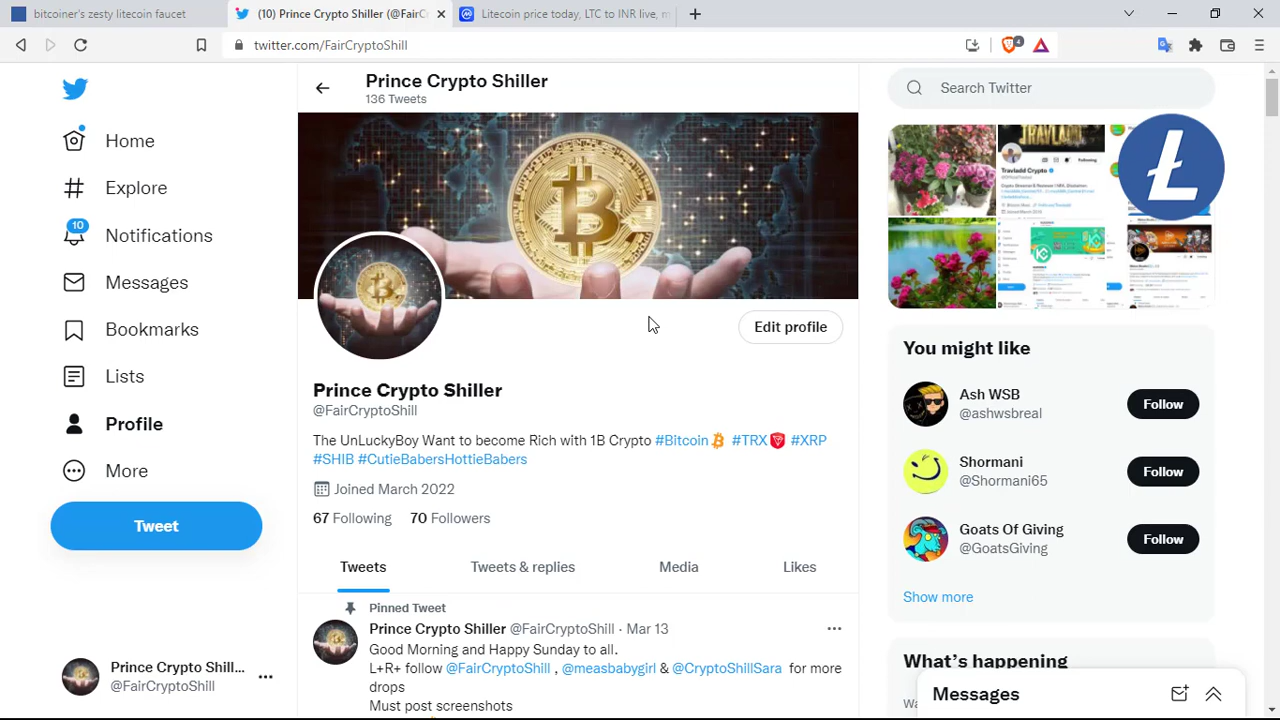 bitcoiner's zesty litecoin faucet
(10) Prince Crypto Shiller (@FairC
Litecoin price today, LTC to INR live, m
twitter.com/FairCryptoShill
4
Prince Crypto Shiller
136 Tweets
Search Twitter
Home
Explore
10
Notifications
Messages
Bookmarks
Lists
Profile
More
Tweet
Edit profile
Prince Crypto Shiller
@FairCryptoShill
The UnLuckyBoy Want to become Rich with 1B Crypto #Bitcoin #TRX #XRP
#SHIB #CutieBabersHottieBabers
Joined March 2022
67 Following 70 Followers
Tweets Tweets & replies Media Likes
Pinned Tweet
Prince Crypto Shiller @FairCryptoShill · Mar 13
Good Morning and Happy Sunday to all.
L+R+ follow @FairCryptoShill , @measbabygirl & @CryptoShillSara for more
drops
Must post screenshots
TRAVLADD
Travladd Crypto
You might like
Ash WSB
@ashwsbreal
Follow
Shormani
@Shormani65
Follow
Goats Of Giving
@GoatsGiving
Follow
Show more
What's happening
Messages
Prince Crypto Shill...
@FairCryptoShill